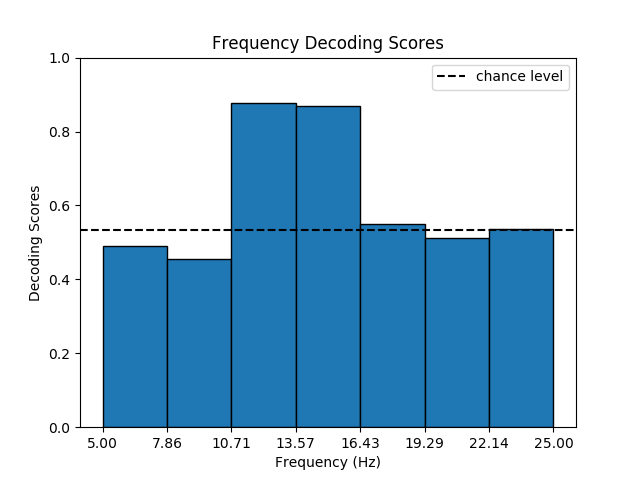 Frequency Decoding Scores
chance level
Decoding Scores
1.0
0.8
0.6
0.4
0.2
0.0
5.00 7.86 10.71 13.57 16.43 19.29 22.14 25.00
Frequency (Hz)